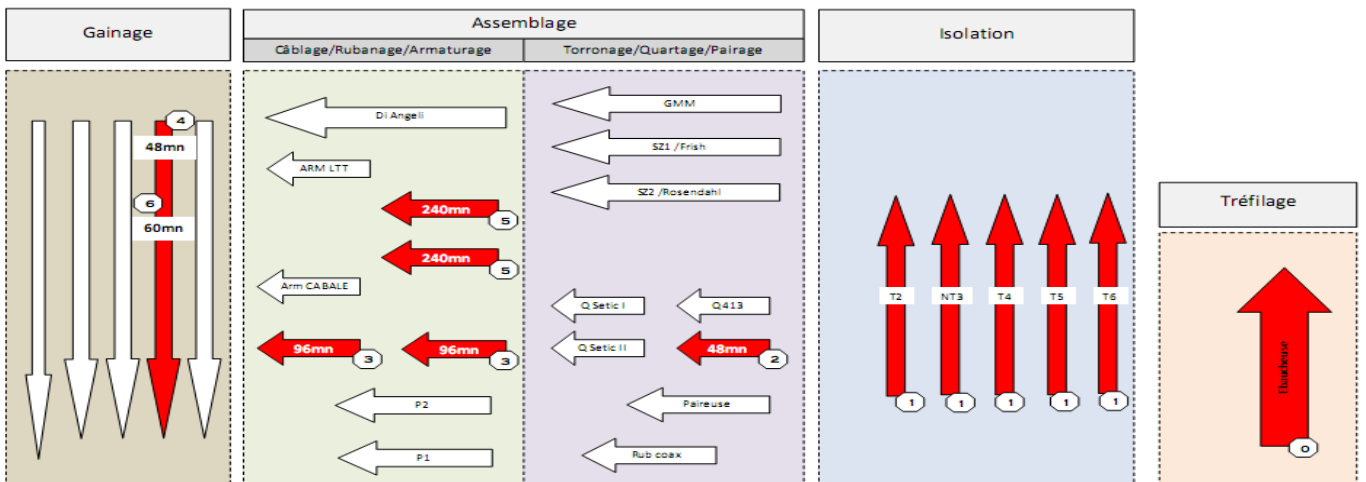 Gainage
Assemblage
Câblage/Rubanage/Armaturage
Torronage/Quartage/Pairage
Isolation
Tréfilage
4
48mn
6
60mn
Di Angeli
ARM LTT
240mn
5
240mn
5
Arm CABALE
96mn
3
96mn
3
P2
P1
GMM
SZ1 /Frish
SZ2 /Rosendahl
Q Setic I
Q413
Q Setic II
48mn
2
Paireuse
Rub coax
T2
NT3
T4
T5
T6
1
1
1
1
1
Ebaucheuse
0